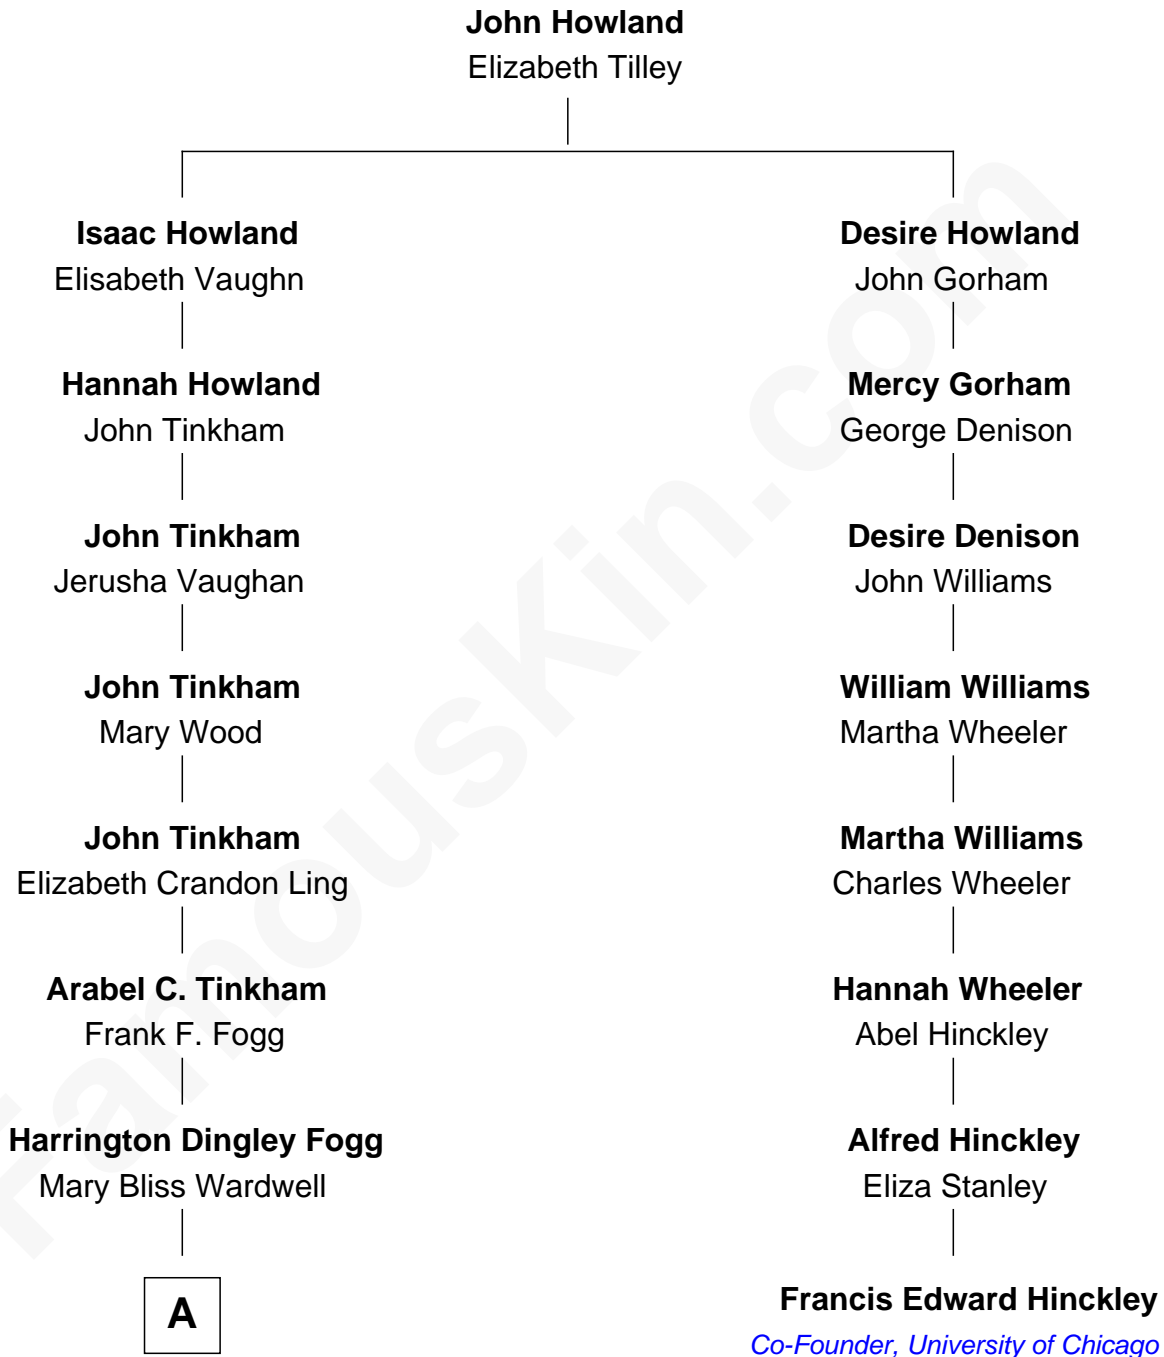 John Howland
Elizabeth Tilley
Isaac Howland
Elisabeth Vaughn
Desire Howland
John Gorham
Hannah Howland
John Tinkham
Mercy Gorham
George Denison
John Tinkham
Jerusha Vaughan
Desire Denison
John Williams
John Tinkham
Mary Wood
William Williams
Martha Wheeler
John Tinkham
Elizabeth Crandon Ling
Martha Williams
Charles Wheeler
Arabel C. Tinkham
Frank F. Fogg
Hannah Wheeler
Abel Hinckley
Harrington Dingley Fogg
Mary Bliss Wardwell
Alfred Hinckley
Eliza Stanley
A
Francis Edward Hinckley
Co-Founder, University of Chicago
FamousKin.com